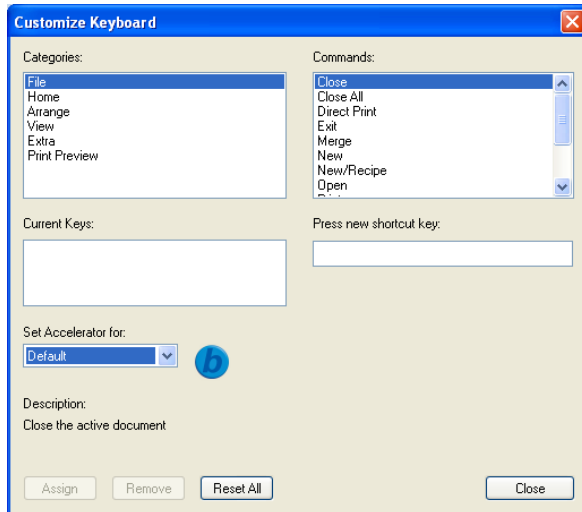 Customize Keyboard
Categories:
Commands:
File
Home
Arrange
View
Extra
Print Preview
Close
Close All
Direct Print
Exit
Merge
New
New/Recipe
Open
Current Keys:
Press new shortcut key:
Set Accelerator for:
Default
b
Description:
Close the active document
Assign
Remove
Reset All
Close